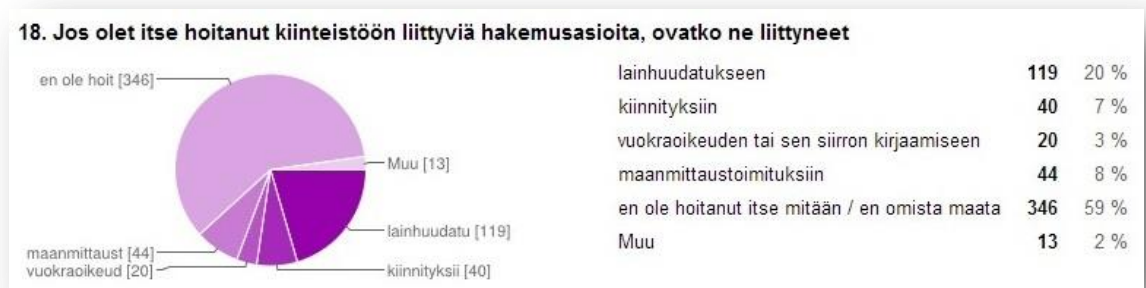 18. Jos olet itse hoitanut kiinteistöön liittyviä hakemusasioita, ovatko ne liittyneet
en ole hoit [346]
Muu [13]
lainhuudatu [119]
maanmittaust [44]
vuokraoikeud [20]
kiinnityksii [40]
lainhuudatukseen 119 20 %
kiinnityksiin 40 7 %
vuokraoikeuden tai sen siirron kirjaamiseen 20 3 %
maanmittaustoimituksiin 44 8 %
en ole hoitanut itse mitään / en omista maata 346 59 %
Muu 13 2 %